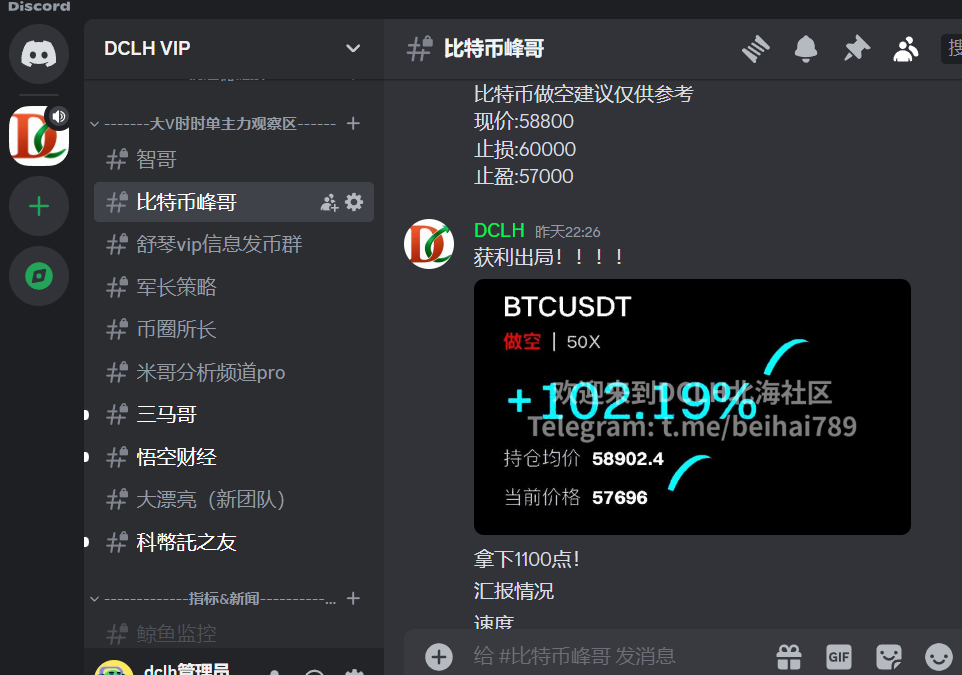 Discord
DCLH VIP
-------大V时时单主力观察区------
智哥
比特币峰哥
舒琴vip信息发币群
军长策略
币圈所长
米哥分析频道pro
三马哥
悟空财经
大漂亮（新团队）
科幣託之友
-------------指标&新闻----------...
鲸鱼监控
dclh管理员
比特币峰哥
搜
比特币做空建议仅供参考
现价:58800
止损:60000
止盈:57000
DCLH 昨天22:26
获利出局！！！！
BTCUSDT
做空 | 50X
+102.19%
欢迎来到DCLH北海社区
Telegram: t.me/beihai789
持仓均价 58902.4
当前价格 57696
拿下1100点！
汇报情况
速度
给 #比特币峰哥 发消息
GIF